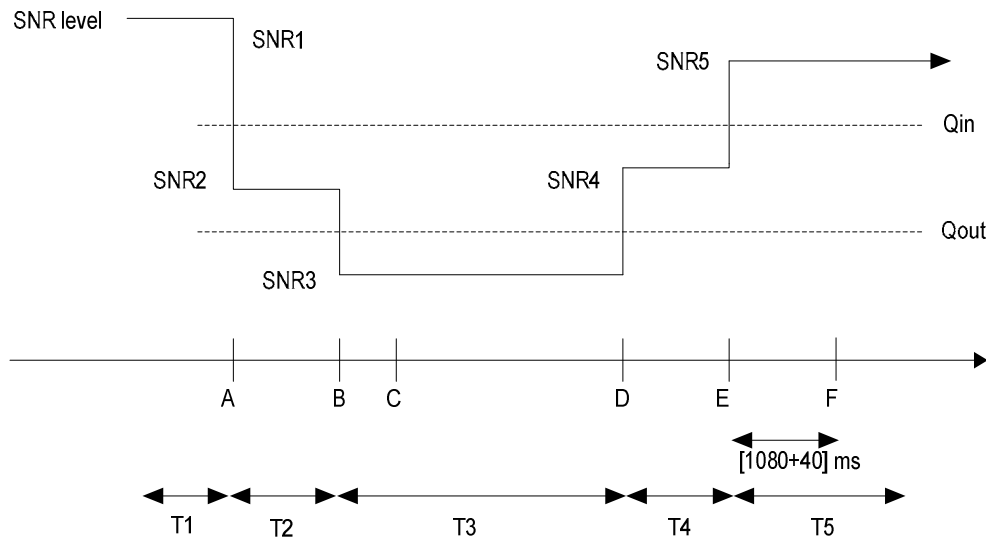 SNR level
SNR1
SNR5
Qin
SNR2
SNR4
Qout
SNR3
A B C D E F
[1080+40] ms
T1 T2 T3 T4 T5